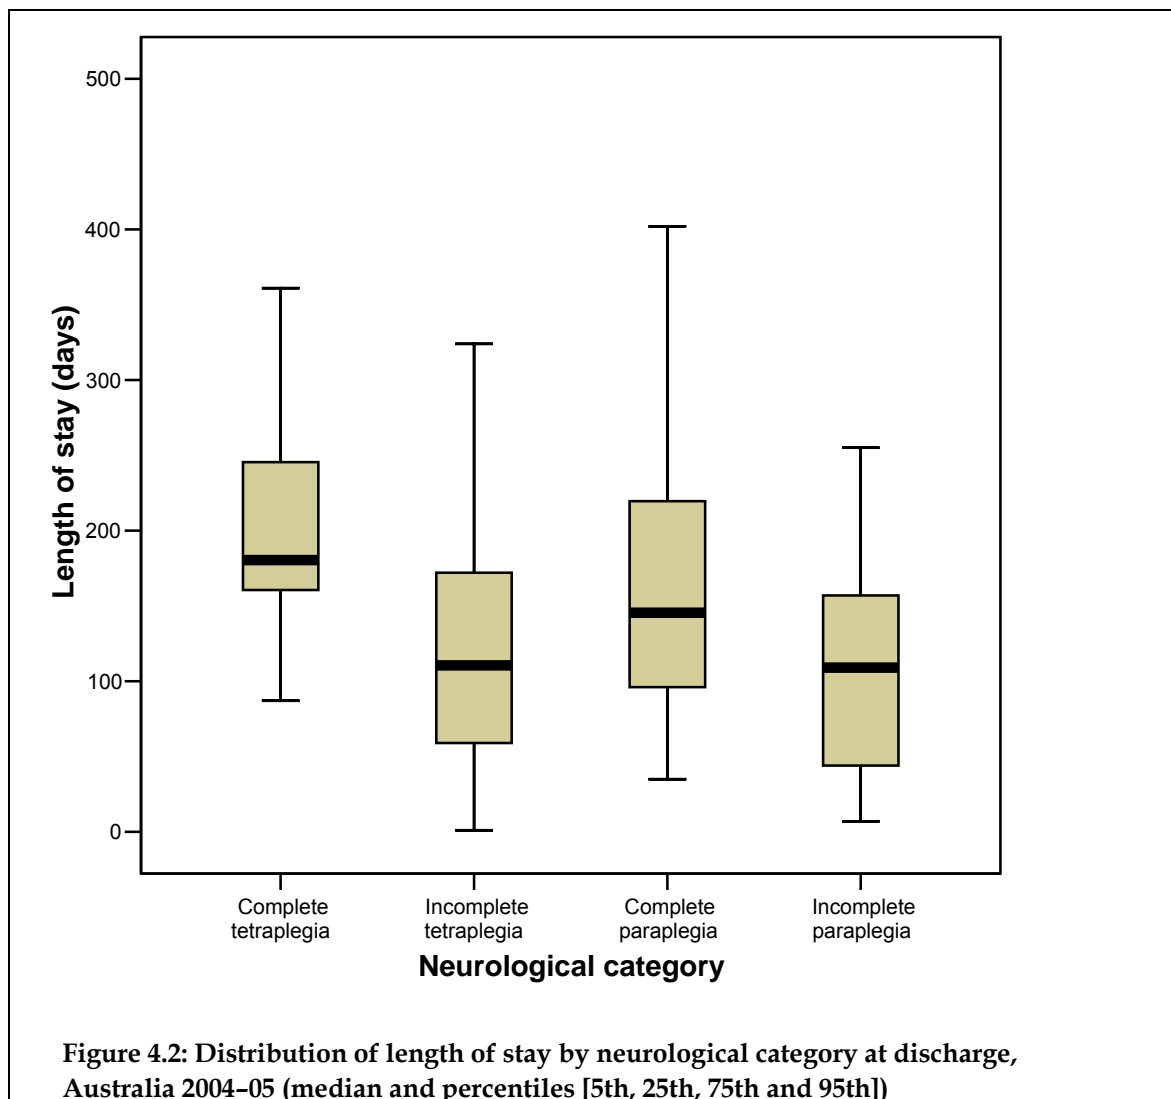 500
400
300
200
100
0
Length of stay (days)
Complete tetraplegia
Incomplete tetraplegia
Complete paraplegia
Incomplete paraplegia
Neurological category
Figure 4.2: Distribution of length of stay by neurological category at discharge,
Australia 2004–05 (median and percentiles [5th, 25th, 75th and 95th])